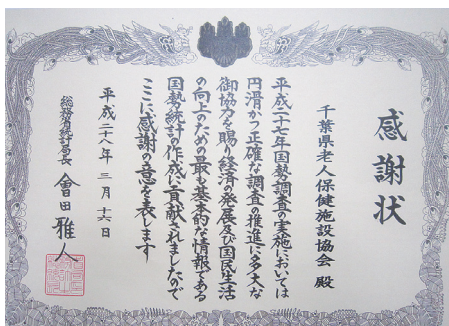 感謝状
千葉県老人保健施設協会 殿
平成二十七年国勢調査の実施においては
円滑かつ正確な調査の推進に多大な
御協力を賜り経済の発展及び国民生活
の向上のための最も基本的な情報である
国勢統計の作成に貢献されましたので
ここに感謝の意を表します
平成二十八年 三月 十六日
総務省統計局長 會田雅人